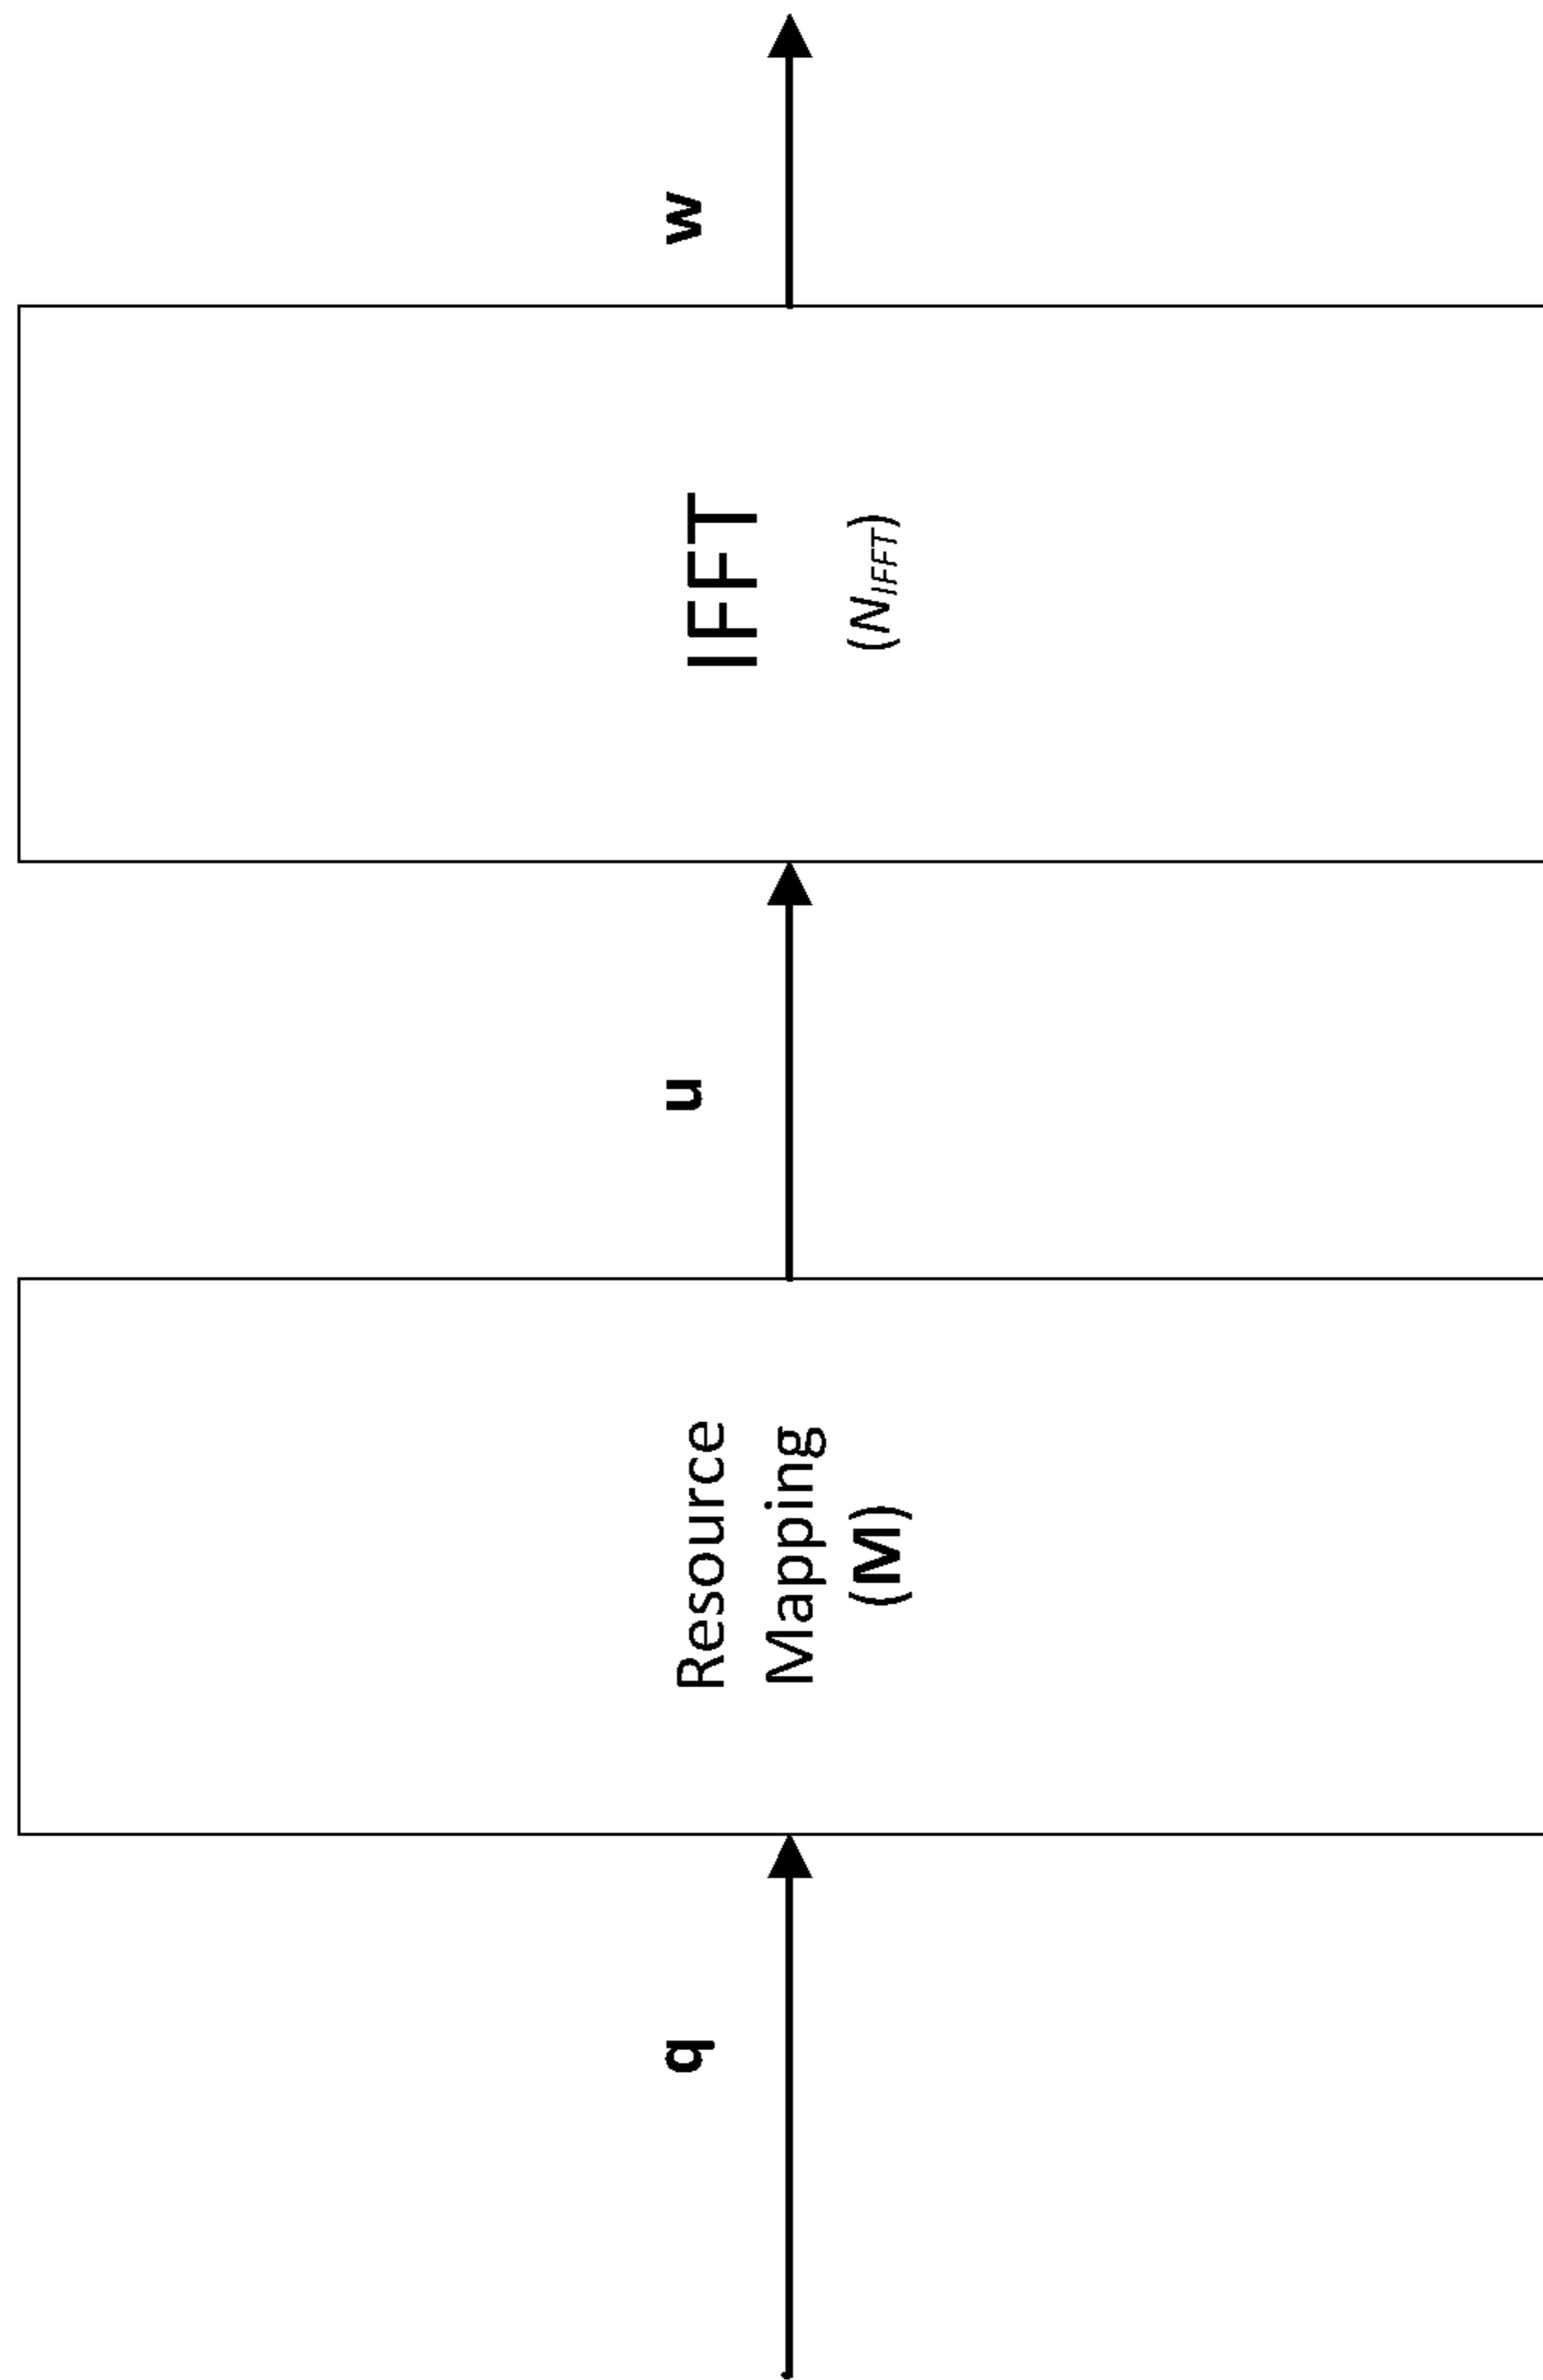 q
Resource
Mapping
(M)
u
IFFT
(N_IFFT)
w